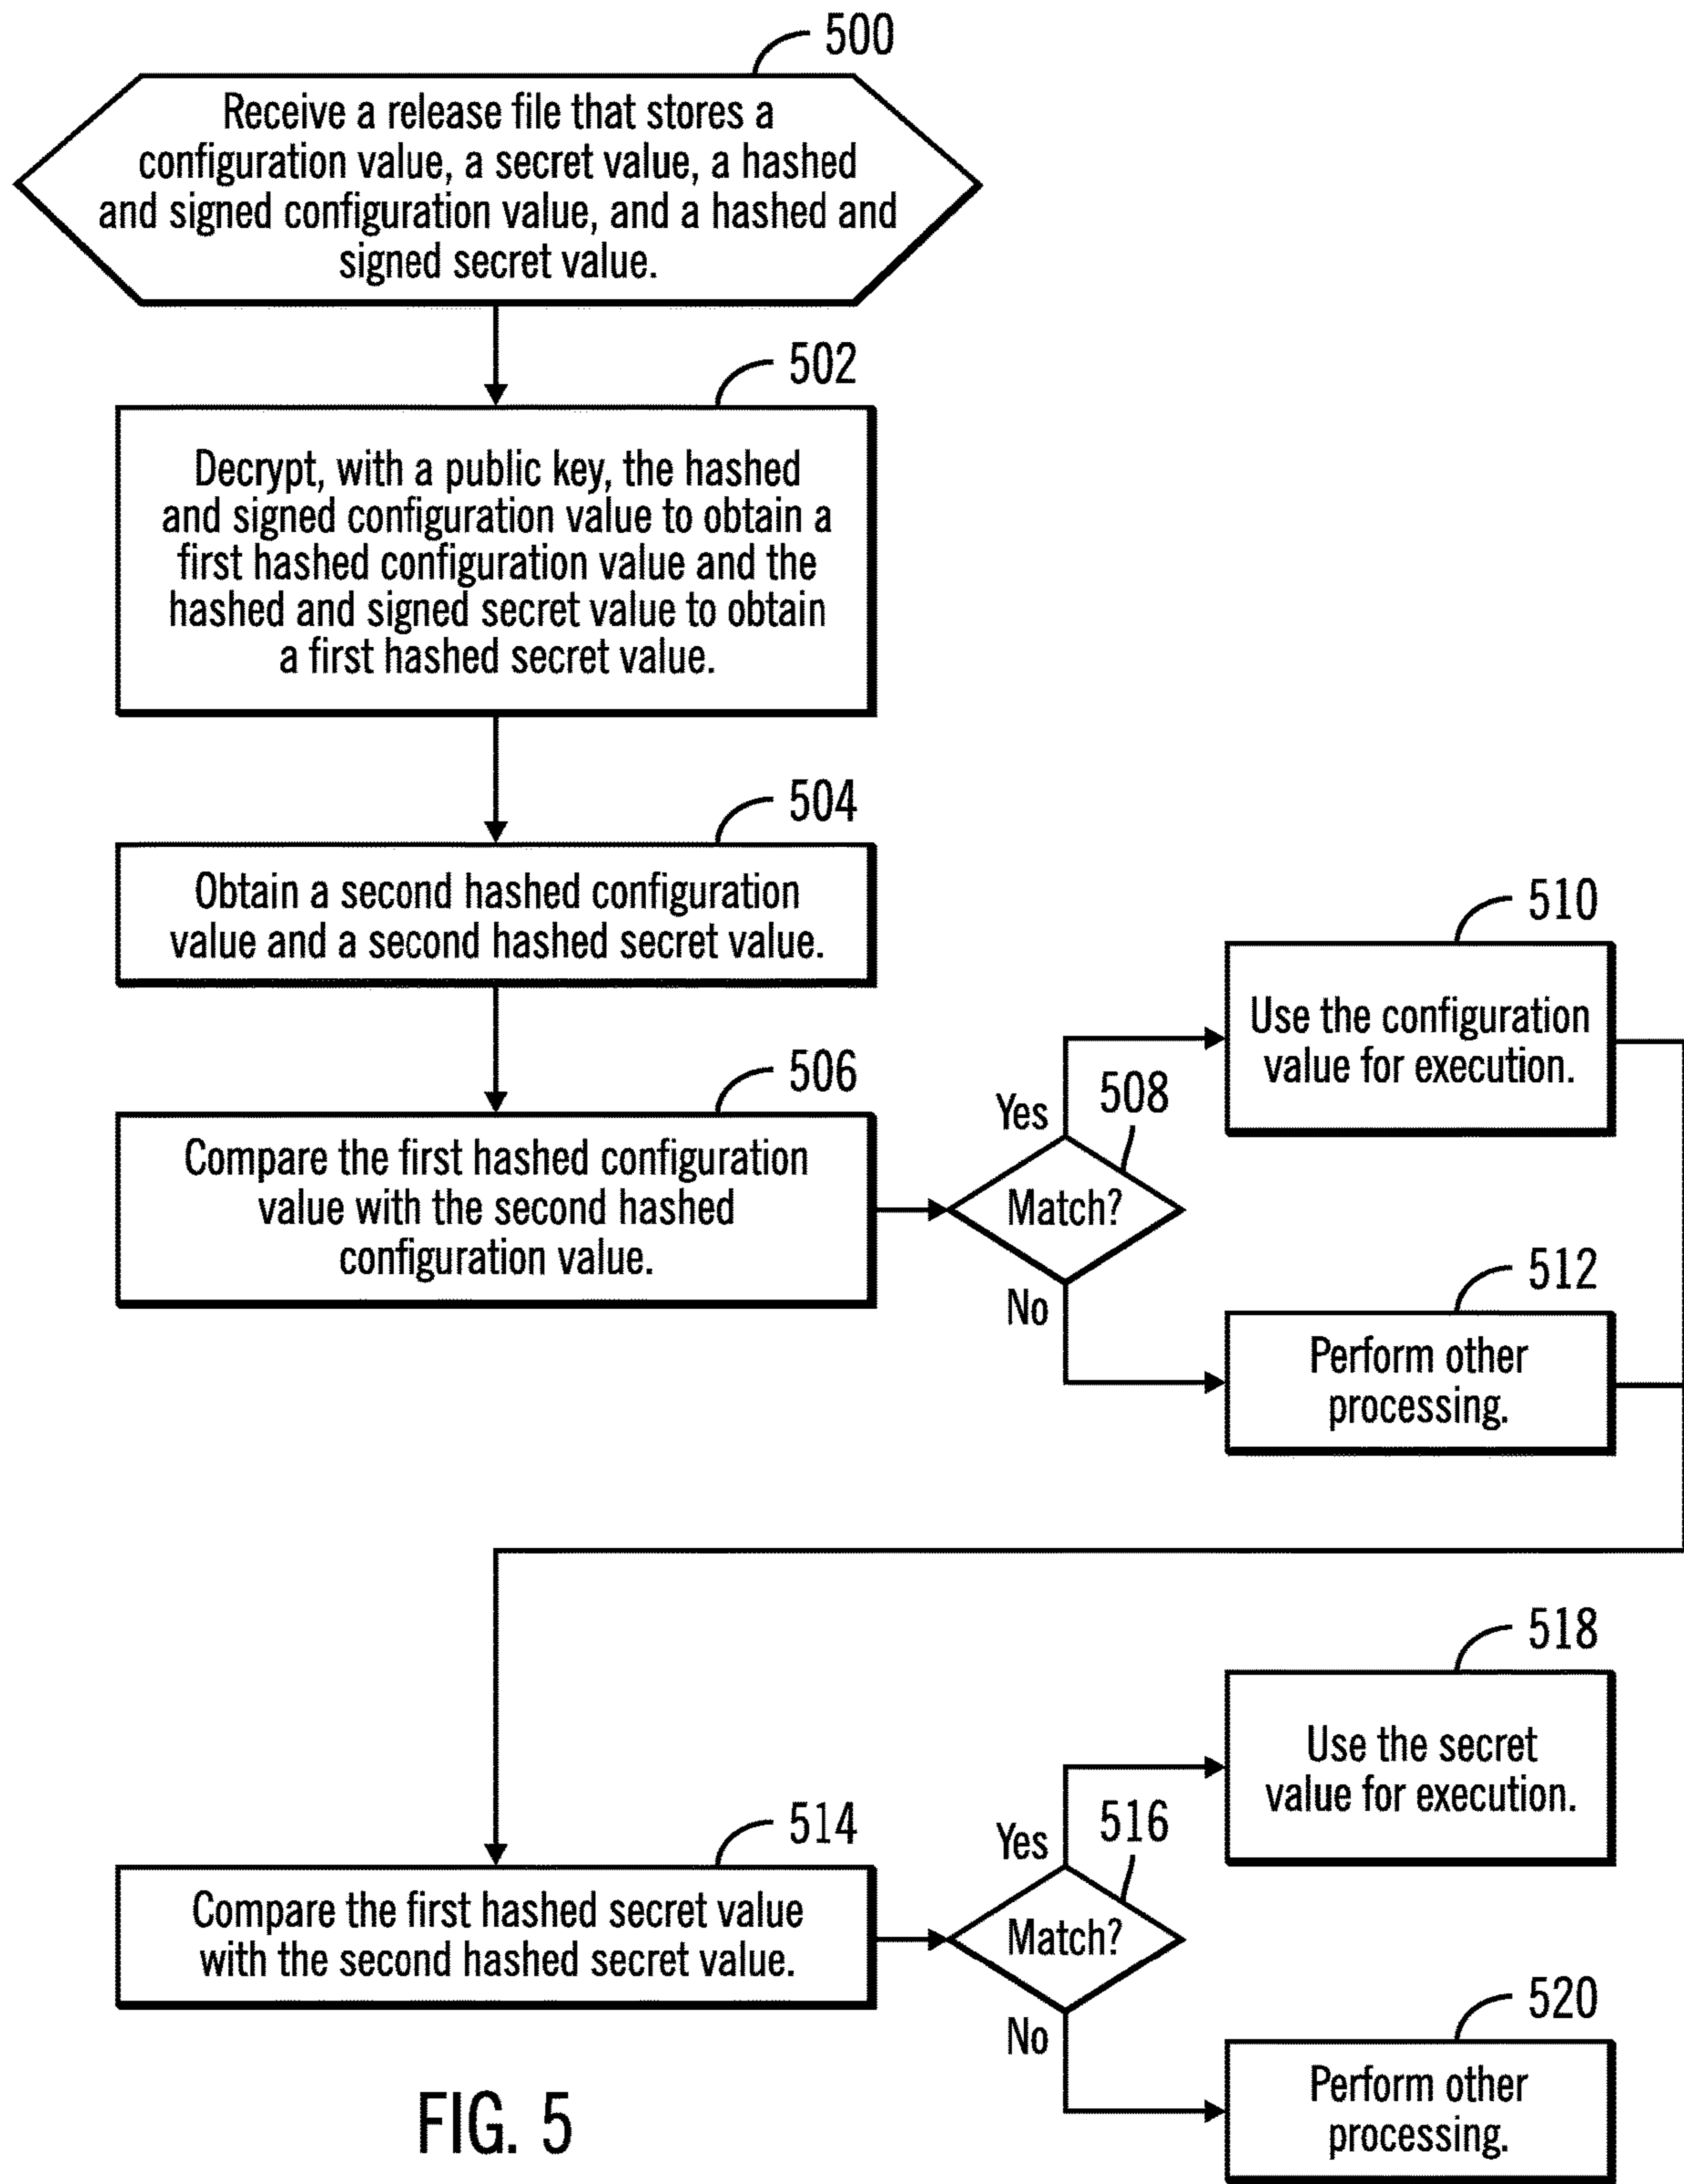 500
Receive a release file that stores a
configuration value, a secret value, a hashed
and signed configuration value, and a hashed and
signed secret value.
502
Decrypt, with a public key, the hashed
and signed configuration value to obtain a
first hashed configuration value and the
hashed and signed secret value to obtain
a first hashed secret value.
504
Obtain a second hashed configuration
value and a second hashed secret value.
506
Compare the first hashed configuration
value with the second hashed
configuration value.
508
Match?
Yes
510
Use the configuration
value for execution.
No
512
Perform other
processing.
514
Compare the first hashed secret value
with the second hashed secret value.
516
Match?
Yes
518
Use the secret
value for execution.
No
520
Perform other
processing.
FIG. 5